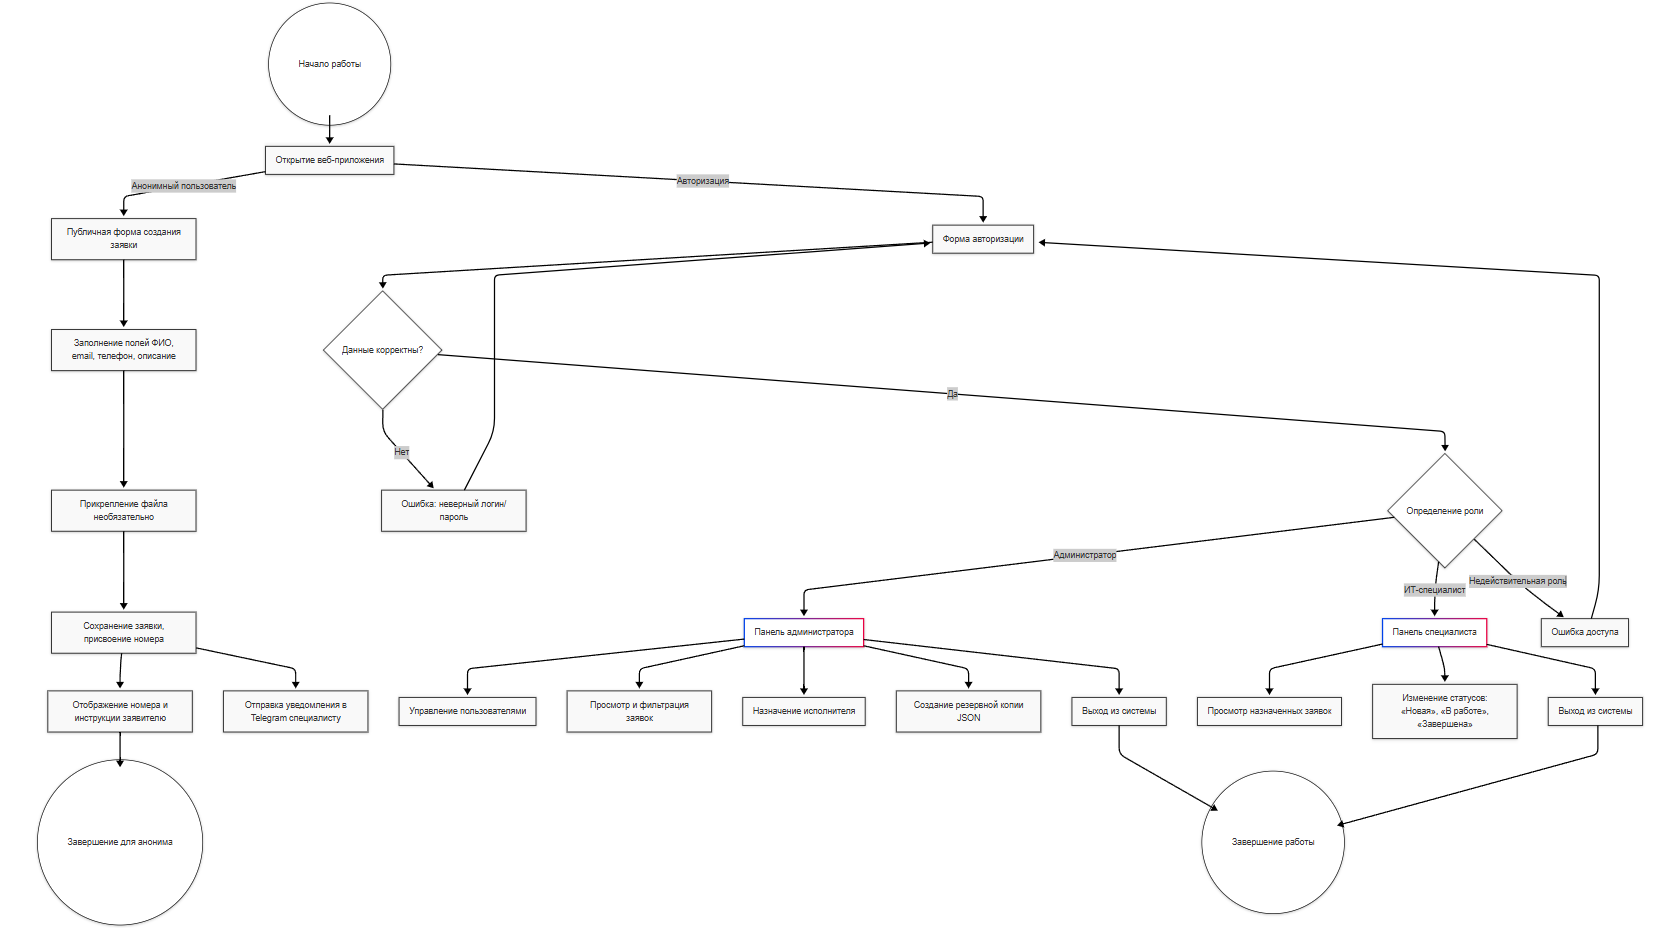 Начало работы
Открытие веб-приложения
Анонимный пользователь
Авторизация
Публичная форма создания
заявки
Форма авторизации
Заполнение полей ФИО,
email, телефон, описание
Данные корректны?
Да
Нет
Прикрепление файла
необязательно
Ошибка: неверный логин/
пароль
Определение роли
Администратор
ИТ-специалист
Недействительная роль
Сохранение заявки,
присвоение номера
Панель администратора
Панель специалиста
Ошибка доступа
Отображение номера и
инструкции заявителю
Отправка уведомления в
Telegram специалисту
Управление пользователями
Просмотр и фильтрация
заявок
Назначение исполнителя
Создание резервной копии
JSON
Выход из системы
Просмотр назначенных заявок
Изменение статусов:
«Новая», «В работе»,
«Завершена»
Выход из системы
Завершение для анонима
Завершение работы